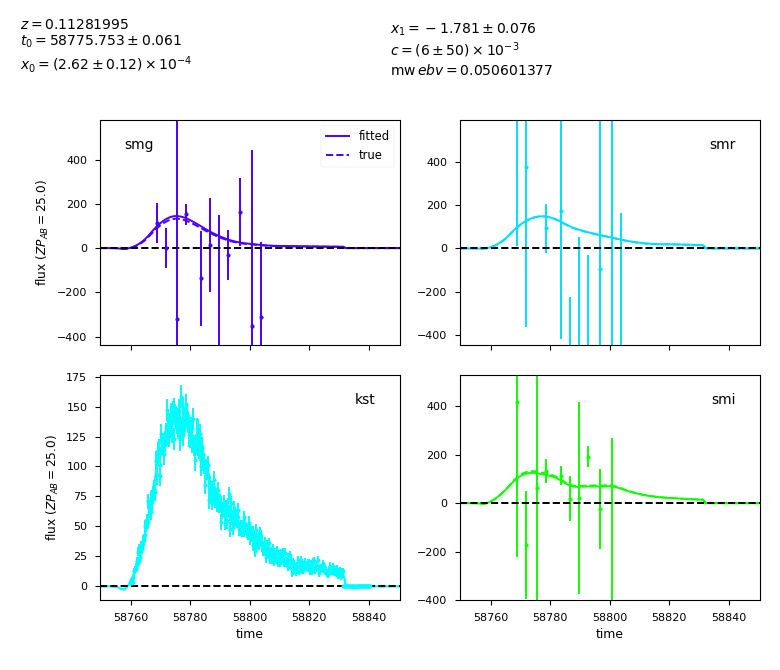 z = 0.11281995
t₀ = 58775.753 ± 0.061
x₀ = (2.62 ± 0.12) × 10⁻⁴
x₁ = −1.781 ± 0.076
c = (6 ± 50) × 10⁻³
mw ebv = 0.050601377
smg
fitted
true
400
200
0
−200
−400
flux (ZP_AB = 25.0)
smr
400
200
0
−200
−400
kst
175
150
125
100
75
50
25
0
flux (ZP_AB = 25.0)
58760 58780 58800 58820 58840
time
smi
400
200
0
−200
−400
58760 58780 58800 58820 58840
time